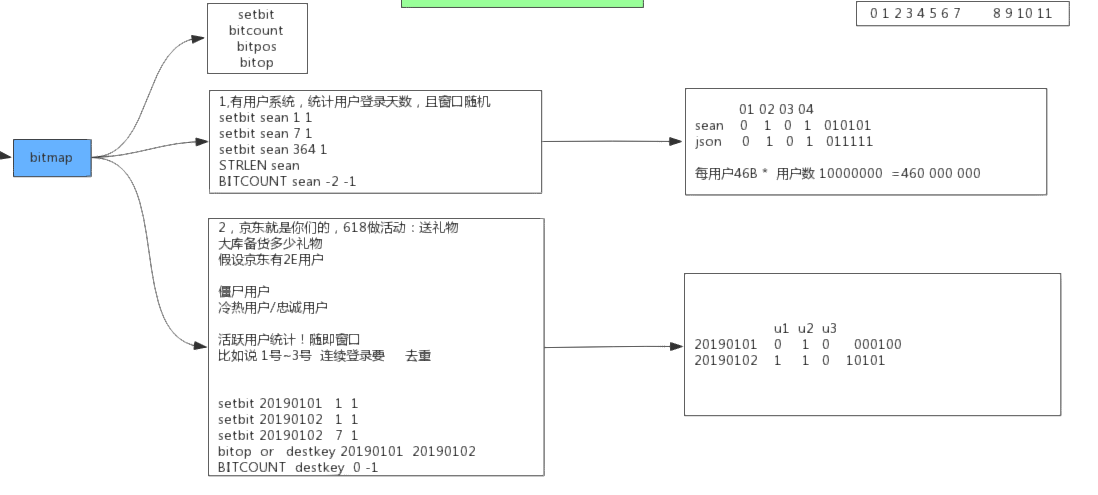 0 1 2 3 4 5 6 7 8 9 10 11
setbit
bitcount
bitpos
bitop
bitmap
1,有用户系统，统计用户登录天数，且窗口随机
setbit sean 1 1
setbit sean 7 1
setbit sean 364 1
STRLEN sean
BITCOUNT sean -2 -1
01 02 03 04
sean 0 1 0 1 010101
json 0 1 0 1 011111
每用户46B * 用户数 10000000 =460 000 000
2，京东就是你们的，618做活动：送礼物
大库备货多少礼物
假设京东有2E用户
僵尸用户
冷热用户/忠诚用户
活跃用户统计！随即窗口
比如说 1号~3号 连续登录要 去重
setbit 20190101 1 1
setbit 20190102 1 1
setbit 20190102 7 1
bitop or destkey 20190101 20190102
BITCOUNT destkey 0 -1
u1 u2 u3
20190101 0 1 0 000100
20190102 1 1 0 10101